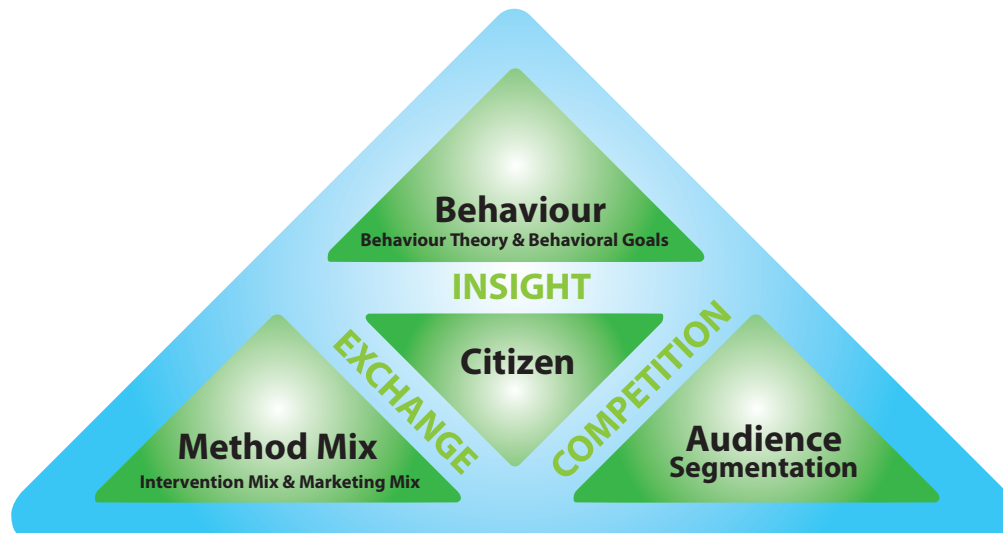 Behaviour
Behaviour Theory & Behavioral Goals
INSIGHT
EXCHANGE
Citizen
COMPETITION
Method Mix
Intervention Mix & Marketing Mix
Audience
Segmentation